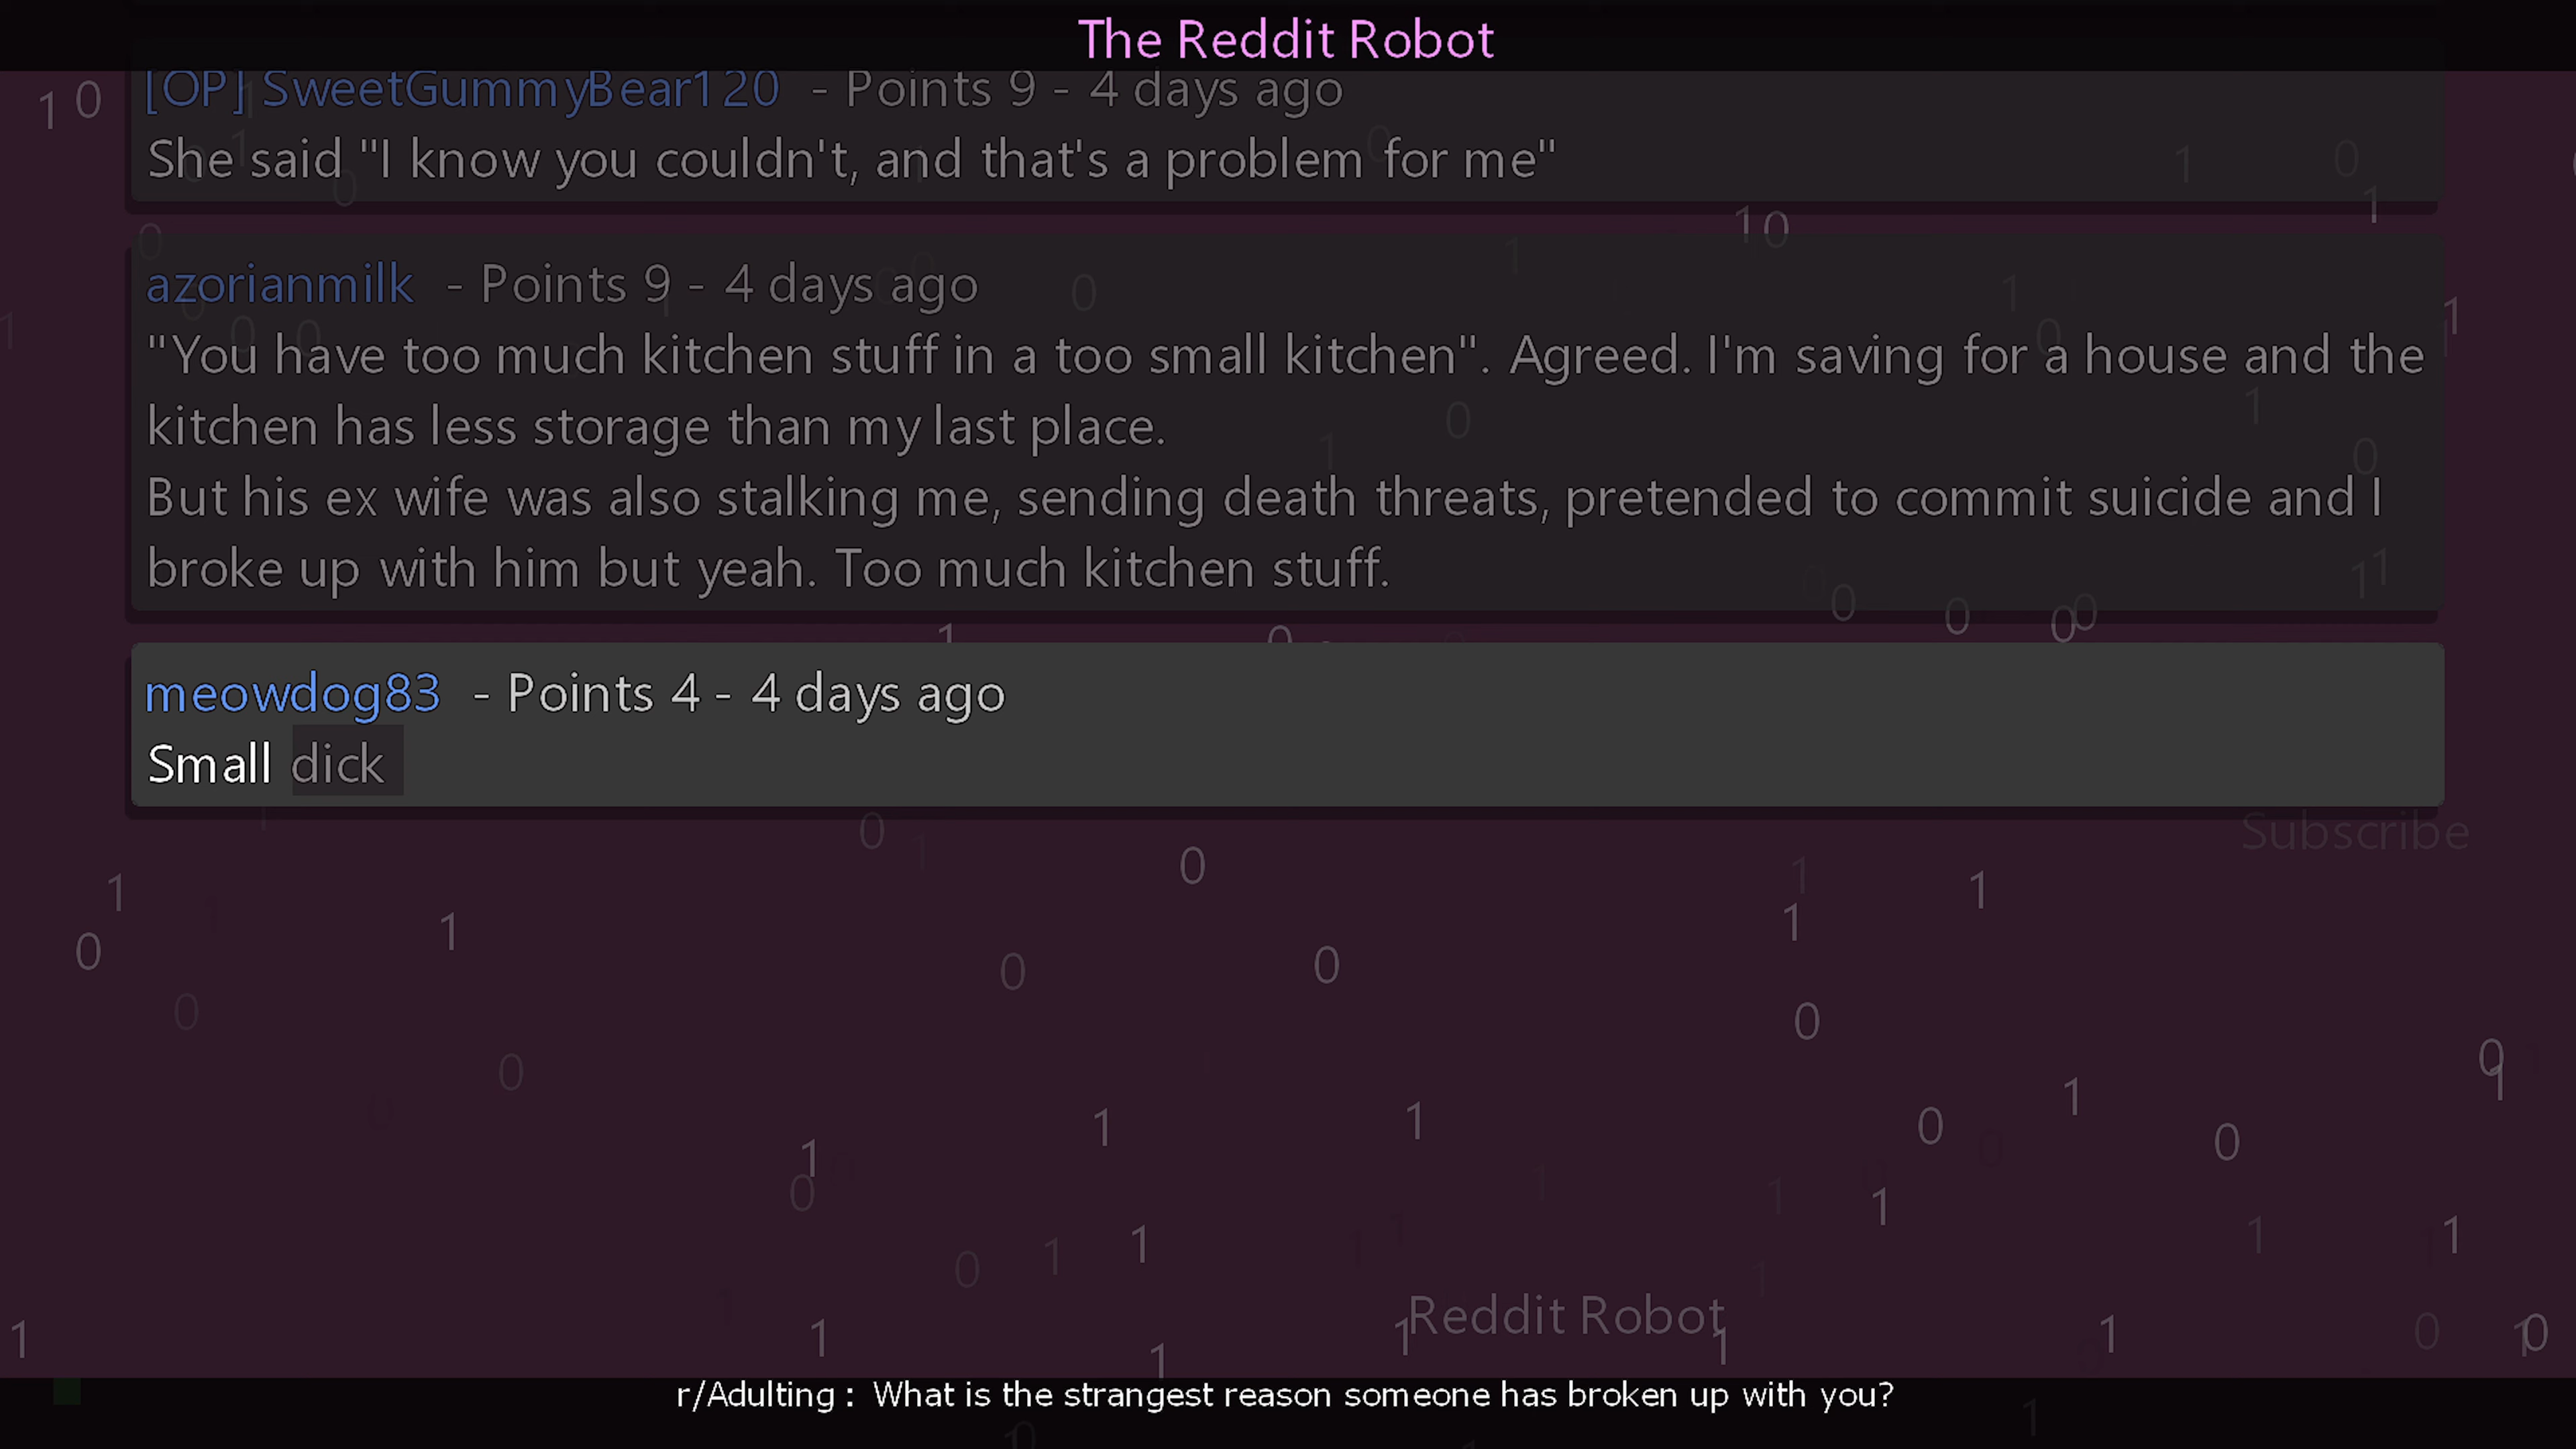 The Reddit Robot
[OP] SweetGummyBear120 - Points 9 - 4 days ago
She said "I know you couldn't, and that's a problem for me"
azorianmilk - Points 9 - 4 days ago
"You have too much kitchen stuff in a too small kitchen". Agreed. I'm saving for a house and the
kitchen has less storage than my last place.
But his ex wife was also stalking me, sending death threats, pretended to commit suicide and I
broke up with him but yeah. Too much kitchen stuff.
meowdog83 - Points 4 - 4 days ago
Small dick
Subscribe
Reddit Robot
r/Adulting : What is the strangest reason someone has broken up with you?